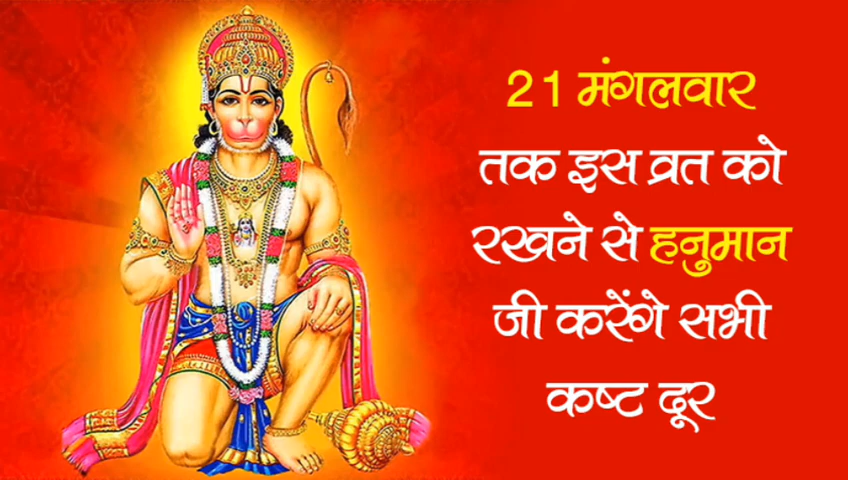 21 मंगलवार
तक इस व्रत को
रखने से हनुमान
जी करेंगे सभी
कष्ट दूर